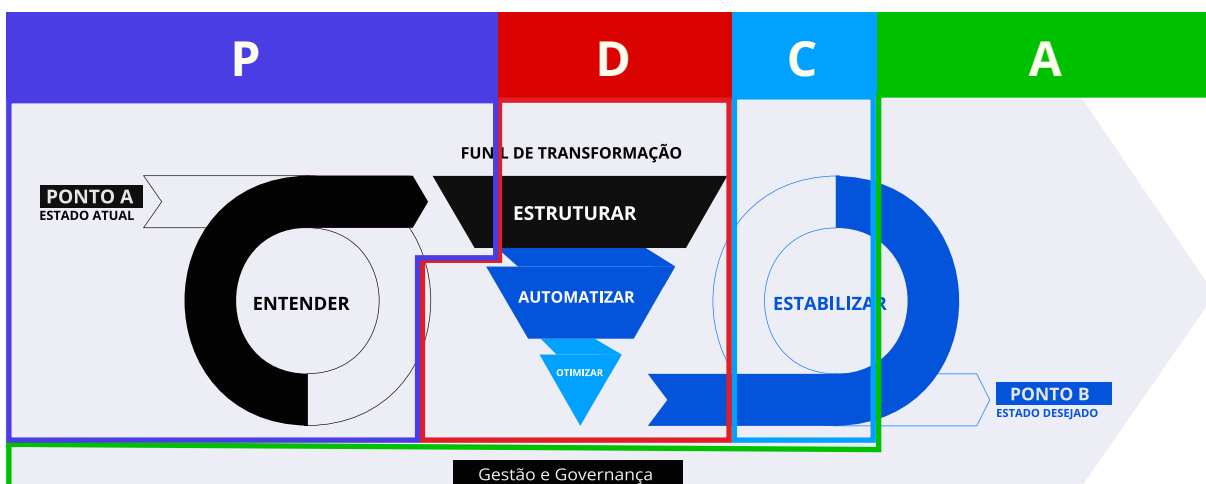 P
D
C
A
FUNIL DE TRANSFORMAÇÃO
PONTO A
ESTADO ATUAL
ESTRUTURAR
ENTENDER
AUTOMATIZAR
ESTABILIZAR
OTIMIZAR
PONTO B
ESTADO DESEJADO
Gestão e Governança